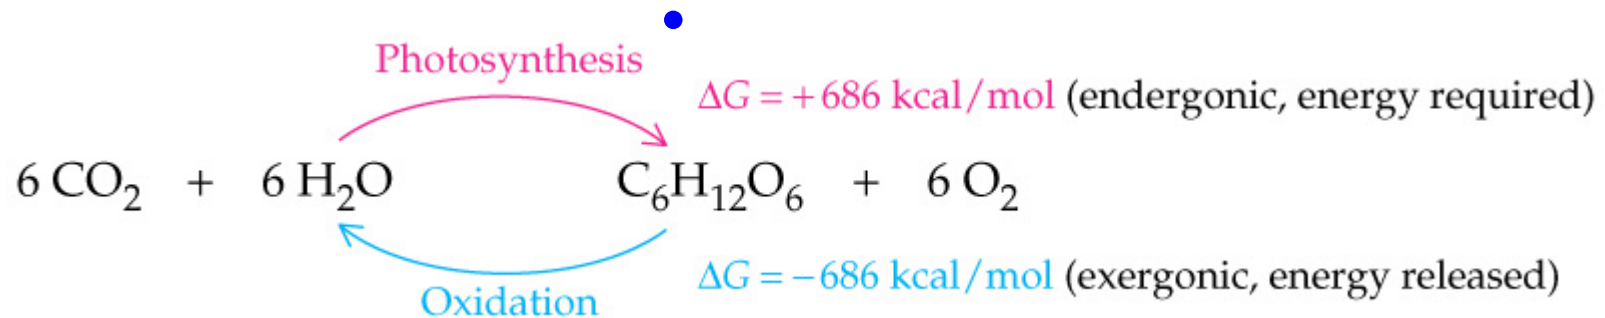 Photosynthesis
ΔG = +686 kcal/mol (endergonic, energy required)
6 CO₂ + 6 H₂O C₆H₁₂O₆ + 6 O₂
ΔG = −686 kcal/mol (exergonic, energy released)
Oxidation